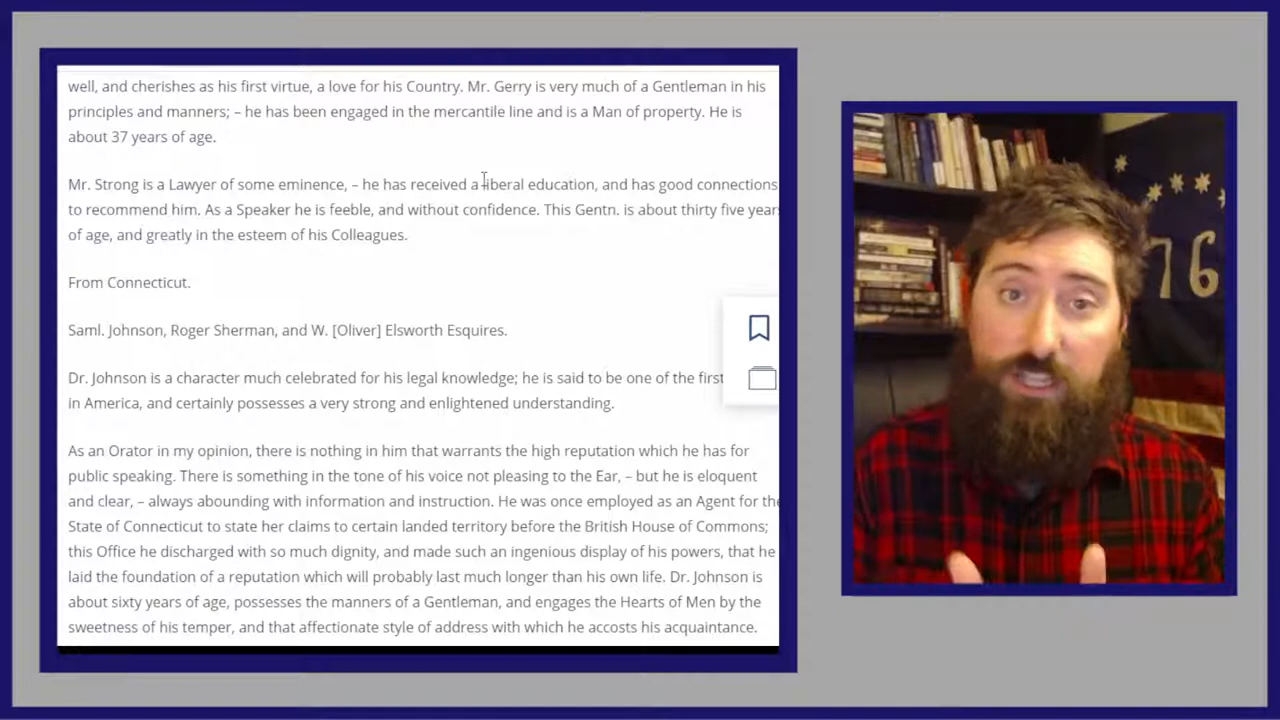 well, and cherishes as his first virtue, a love for his Country. Mr. Gerry is very much of a Gentleman in his
principles and manners; – he has been engaged in the mercantile line and is a Man of property. He is
about 37 years of age.
Mr. Strong is a Lawyer of some eminence, – he has received a liberal education, and has good connections
to recommend him. As a Speaker he is feeble, and without confidence. This Gentn. is about thirty five years
of age, and greatly in the esteem of his Colleagues.
From Connecticut.
Saml. Johnson, Roger Sherman, and W. [Oliver] Elsworth Esquires.
Dr. Johnson is a character much celebrated for his legal knowledge; he is said to be one of the first
in America, and certainly possesses a very strong and enlightened understanding.
As an Orator in my opinion, there is nothing in him that warrants the high reputation which he has for
public speaking. There is something in the tone of his voice not pleasing to the Ear, – but he is eloquent
and clear, – always abounding with information and instruction. He was once employed as an Agent for the
State of Connecticut to state her claims to certain landed territory before the British House of Commons;
this Office he discharged with so much dignity, and made such an ingenious display of his powers, that he
laid the foundation of a reputation which will probably last much longer than his own life. Dr. Johnson is
about sixty years of age, possesses the manners of a Gentleman, and engages the Hearts of Men by the
sweetness of his temper, and that affectionate style of address with which he accosts his acquaintance.
76